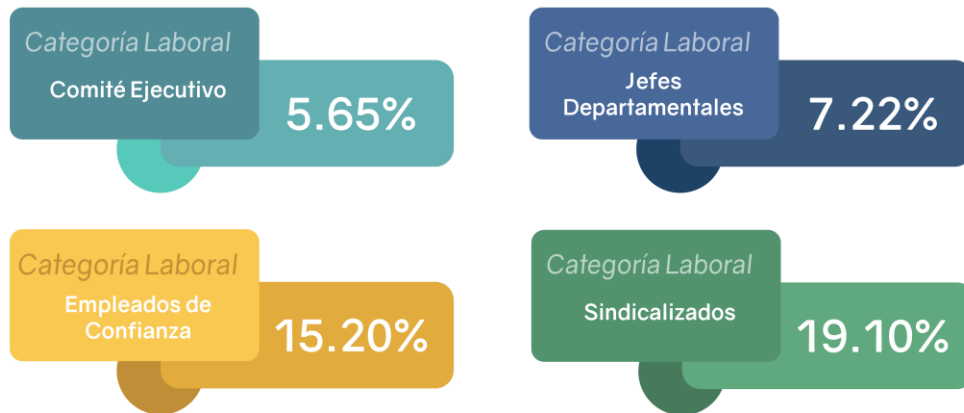 Categoría Laboral
Comité Ejecutivo
5.65%
Categoría Laboral
Jefes
Departamentales
7.22%
Categoría Laboral
Empleados de
Confianza
15.20%
Categoría Laboral
Sindicalizados
19.10%